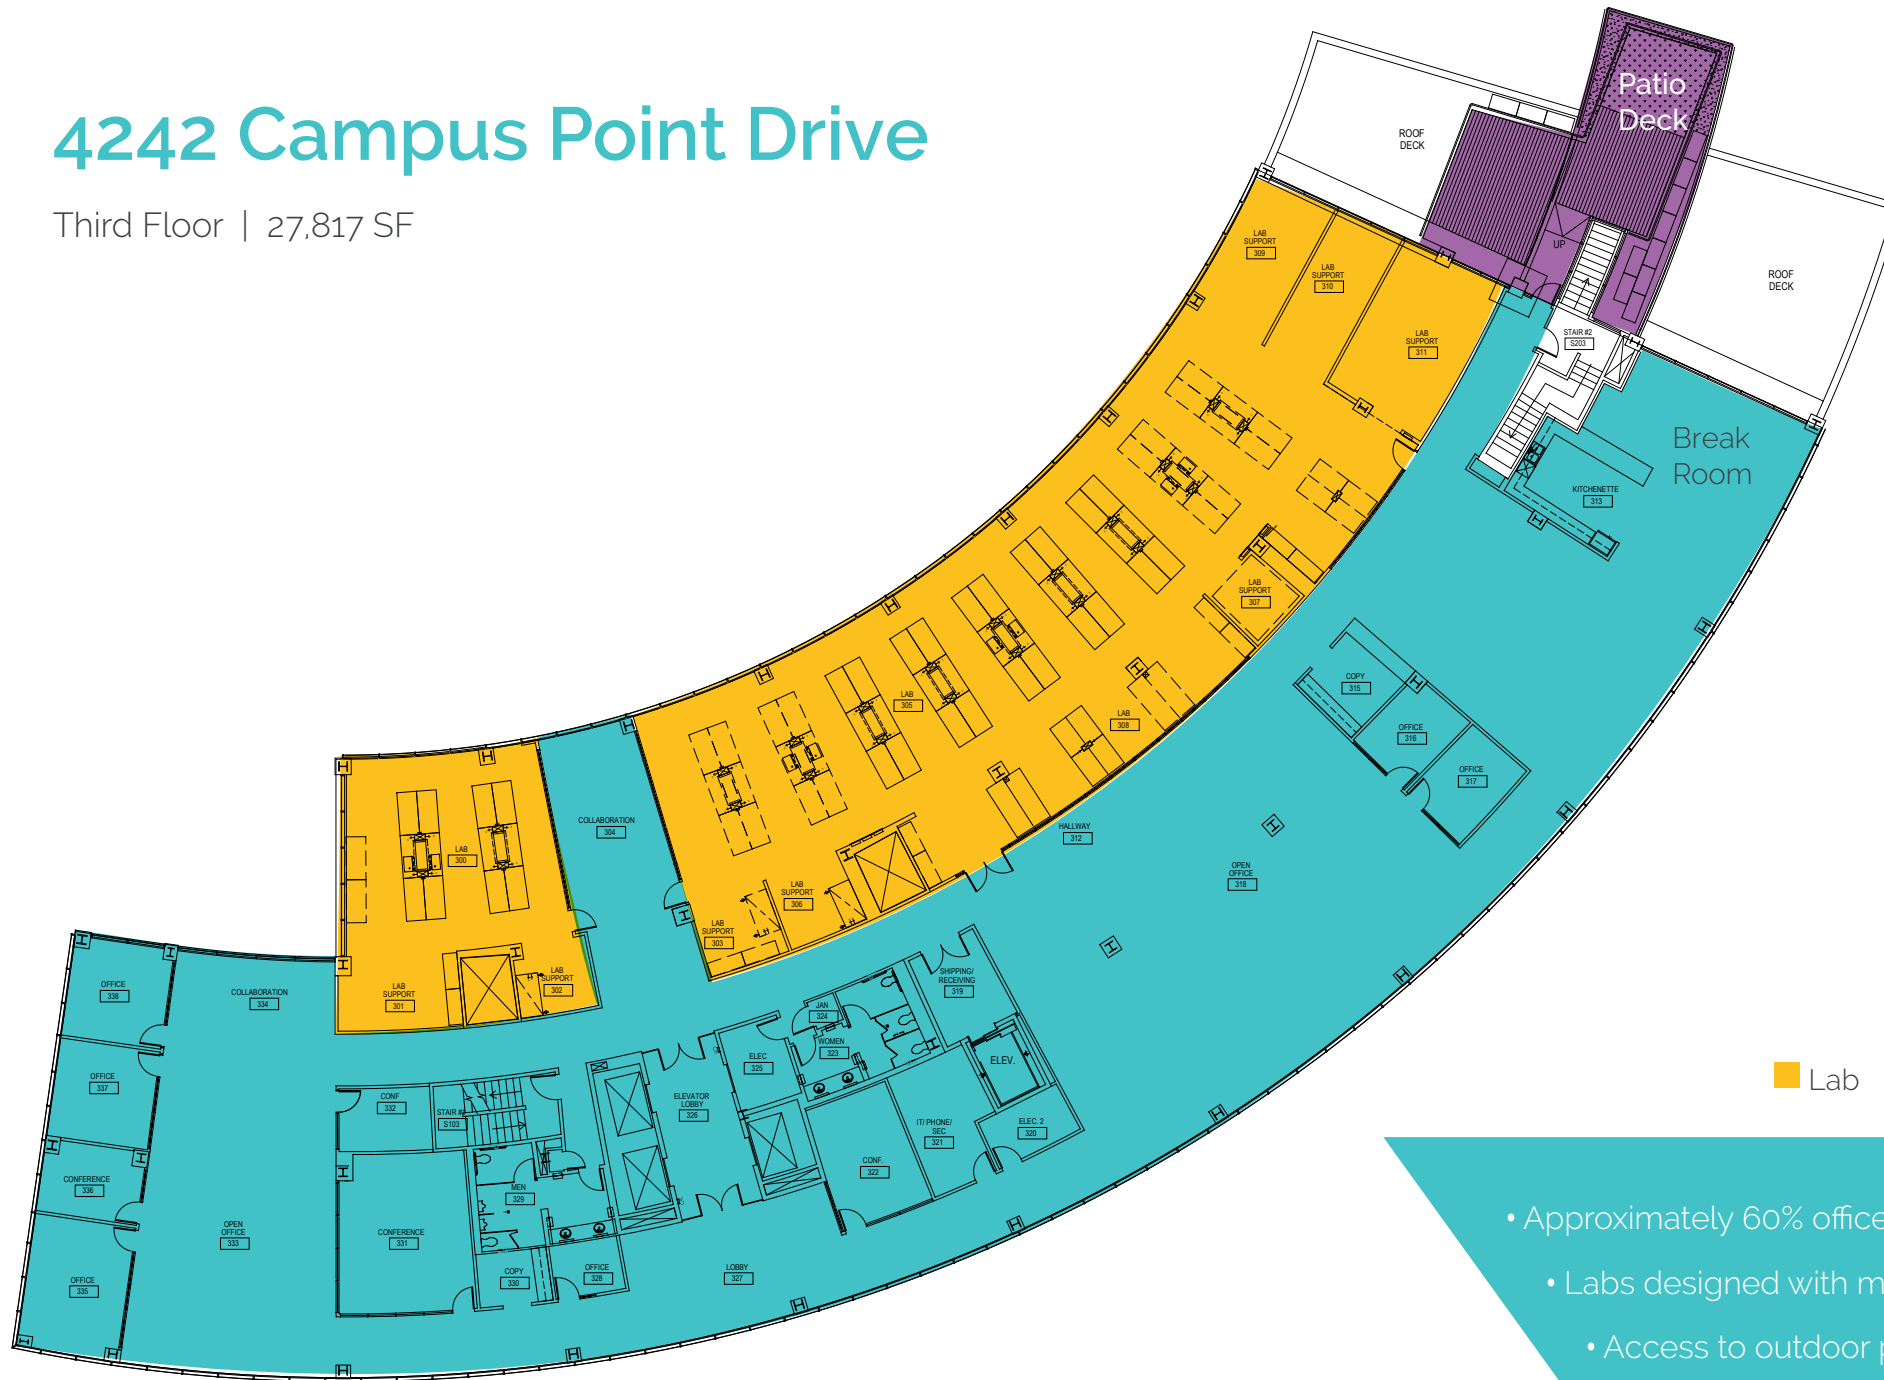 4242 Campus Point Drive
Third Floor | 27,817 SF
Patio
Deck
ROOF
DECK
UP
ROOF
DECK
LAB
SUPPORT
309
LAB
SUPPORT
310
LAB
SUPPORT
311
STAIR #2
S203
Break
Room
KITCHENETTE
313
LAB
SUPPORT
307
COPY
315
OFFICE
316
OFFICE
317
LAB
305
LAB
308
HALLWAY
312
OPEN
OFFICE
318
COLLABORATION
304
LAB
300
LAB
SUPPORT
306
LAB
SUPPORT
303
LAB
SUPPORT
302
LAB
SUPPORT
301
SHIPPING/
RECEIVING
319
OFFICE
338
COLLABORATION
334
JAN
324
WOMEN
323
ELEC
325
ELEV.
OFFICE
337
CONF
332
STAIR #
S103
ELEVATOR
LOBBY
326
IT/ PHONE/
SEC
321
ELEC. 2
320
CONF.
322
CONFERENCE
336
MEN
329
OPEN
OFFICE
333
CONFERENCE
331
OFFICE
335
COPY
330
OFFICE
328
LOBBY
327
Lab
• Approximately 60% office
• Labs designed with m
• Access to outdoor p